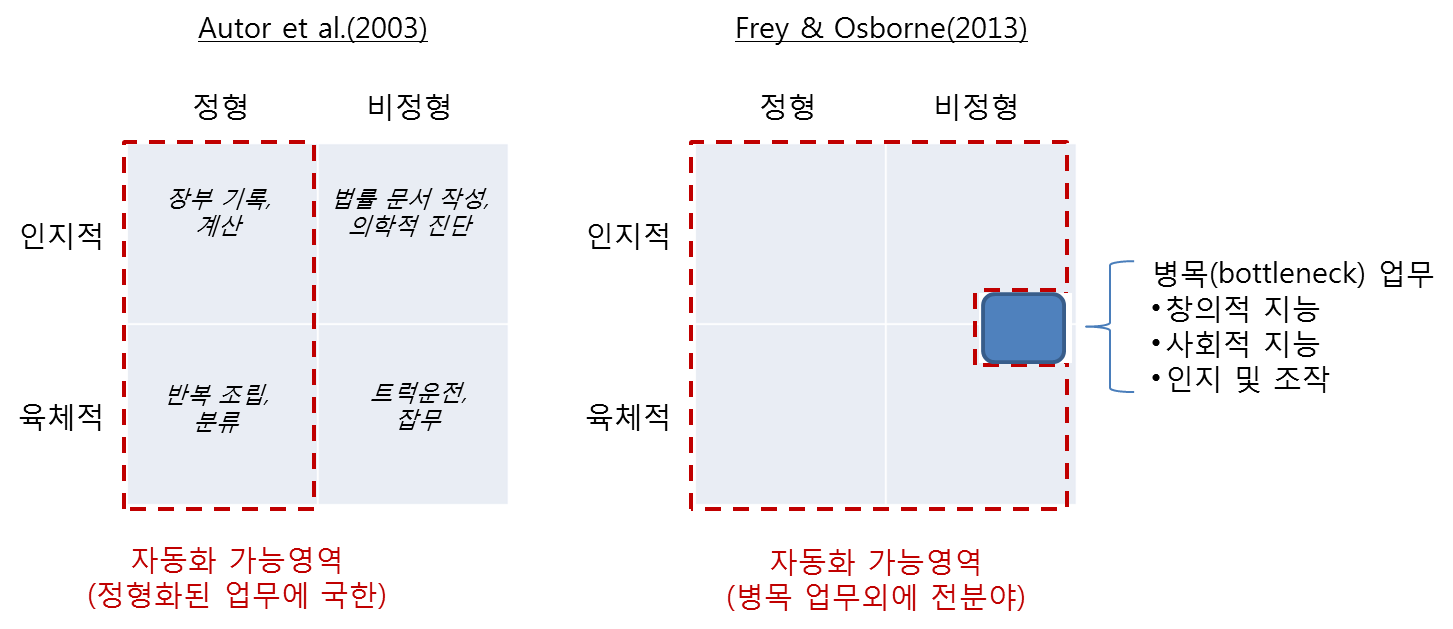 Autor et al.(2003)
정형
비정형
인지적
장부 기록,
계산
법률 문서 작성,
의학적 진단
육체적
반복 조립,
분류
트럭운전,
잡무
자동화 가능영역
(정형화된 업무에 국한)
Frey & Osborne(2013)
정형
비정형
인지적
육체적
병목(bottleneck) 업무
•창의적 지능
•사회적 지능
•인지 및 조작
자동화 가능영역
(병목 업무외에 전분야)